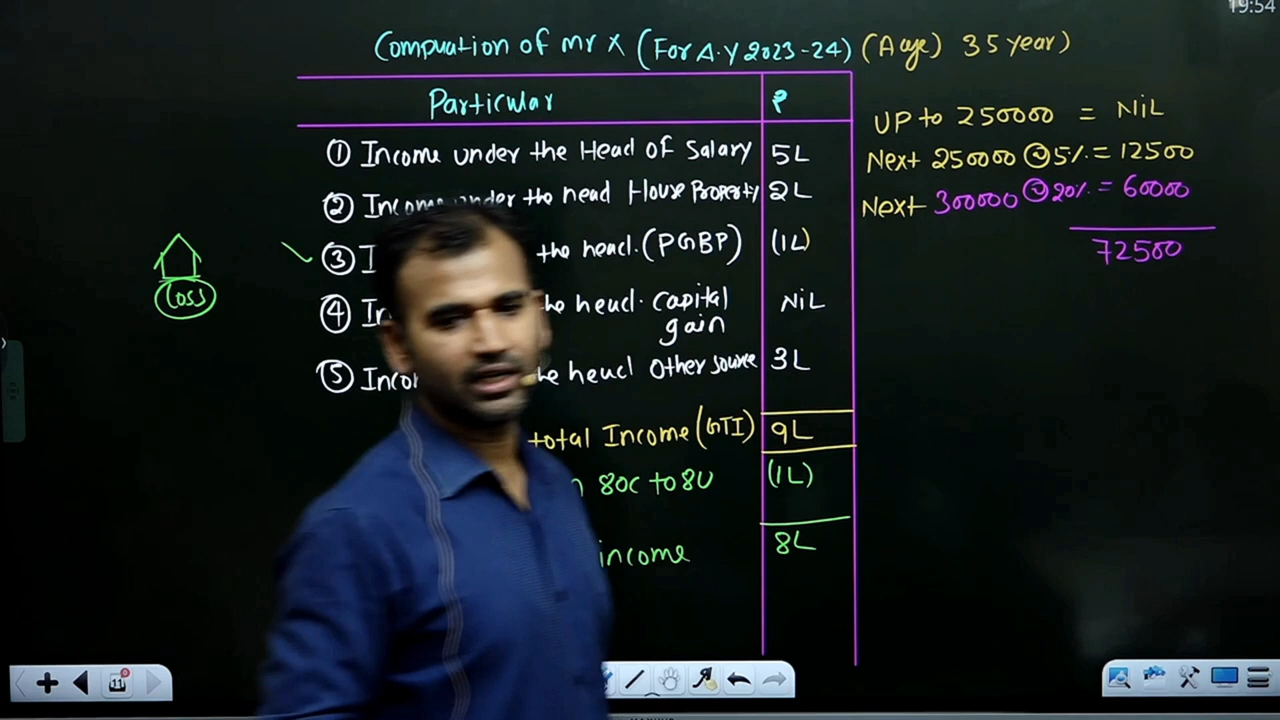 19:54
Compuation of mr X (For A.Y 2023-24) (Age) 35 year)
Particular ₹
① Income under the Head of Salary 5L
② Income under the head House Property 2L
③ I the head. (PGBP) (1L)
④ In the head. capital gain NiL
⑤ Incom the head Other source 3L
total Income (GTI) 9L
n 80C to 80U (1L)
income 8L
UP to 250000 = NiL
Next 250000 @ 5% = 12500
Next 300000 @ 20% = 60000
72500
Loss
11